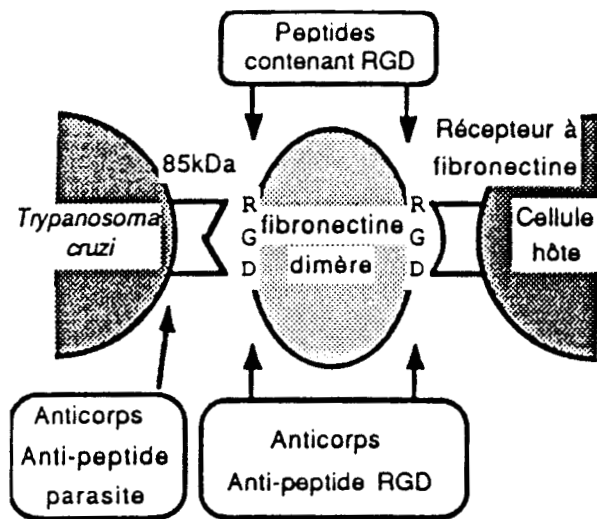 Peptides
contenant RGD
85kDa
Récepteur à
fibronectine
Trypanosoma
cruzi
R
G
D
fibronectine
dimère
R
G
D
Cellule
hôte
Anticorps
Anti-peptide
parasite
Anticorps
Anti-peptide RGD